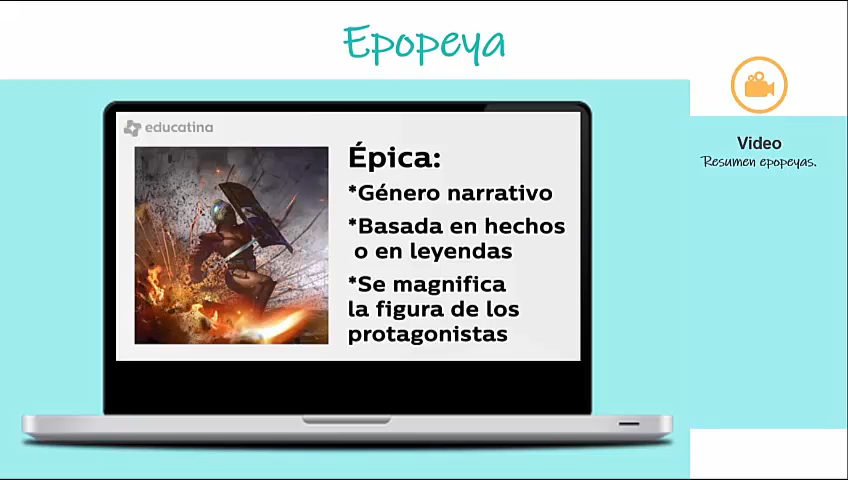 Epopeya
educatina
Épica:
*Género narrativo
*Basada en hechos
o en leyendas
*Se magnifica
la figura de los
protagonistas
Video
Resumen epopeyas.